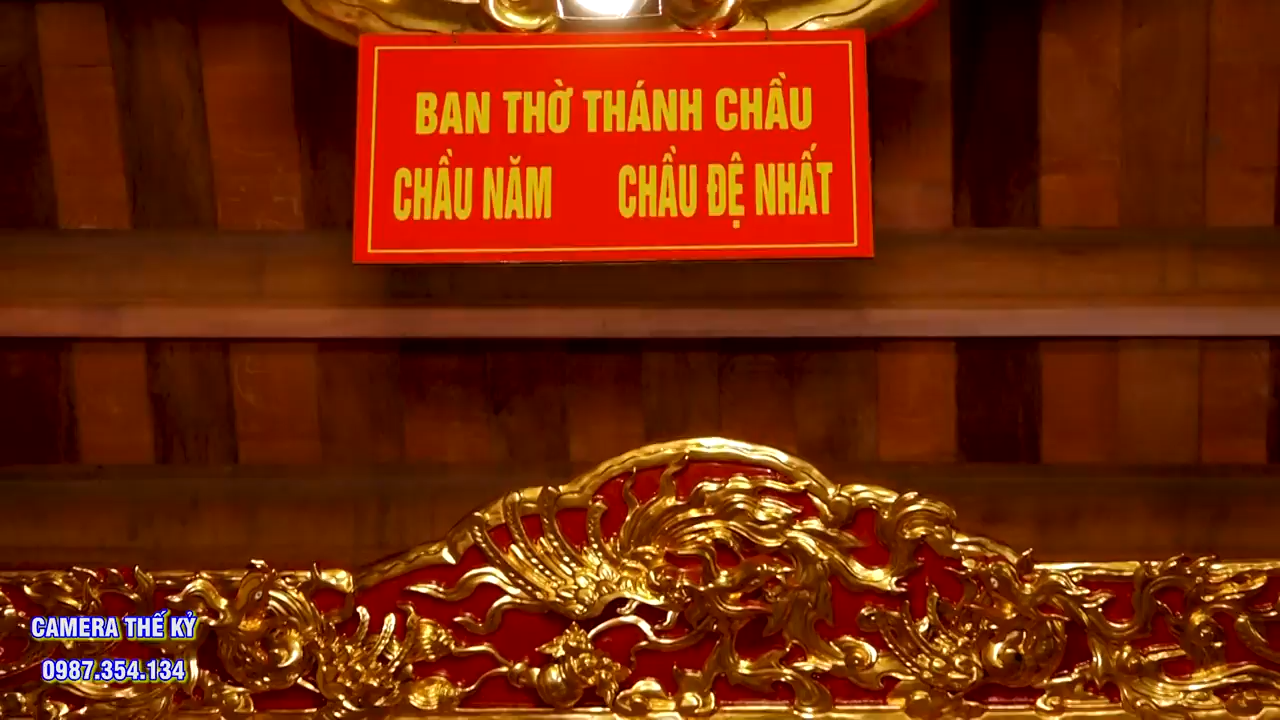 BAN THỜ THÁNH CHẦU
CHẦU NĂM CHẦU ĐỆ NHẤT
CAMERA THẾ KỶ
0987.354.134